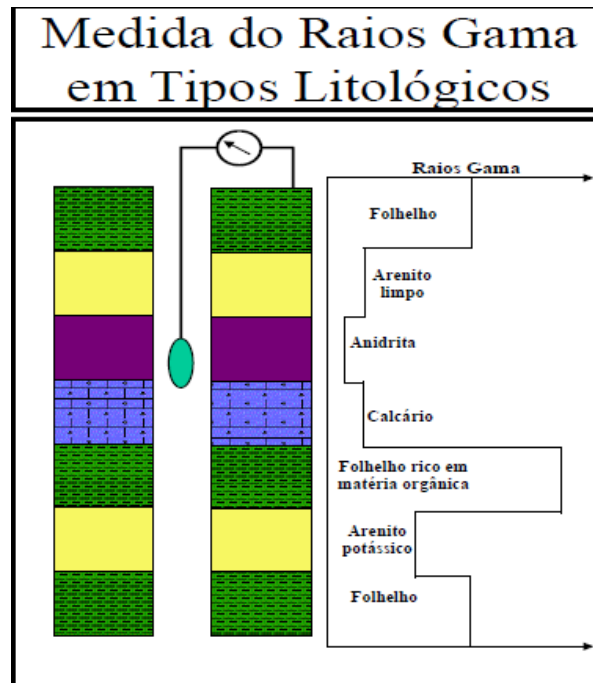 Medida do Raios Gama
em Tipos Litológicos
Raios Gama
Folhelho
Arenito
limpo
Anidrita
Calcário
Folhelho rico em
matéria orgânica
Arenito
potássico
Folhelho